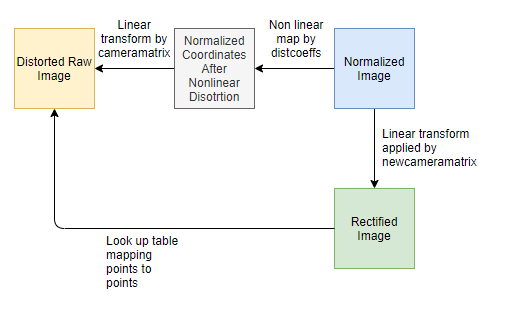 Linear
transform by
cameramatrix
Non linear
map by
distcoeffs
Distorted Raw
Image
Normalized
Coordinates
After
Nonlinear
Disotrtion
Normalized
Image
Linear transform
applied by
newcameramatrix
Rectified
Image
Look up table
mapping
points to
points